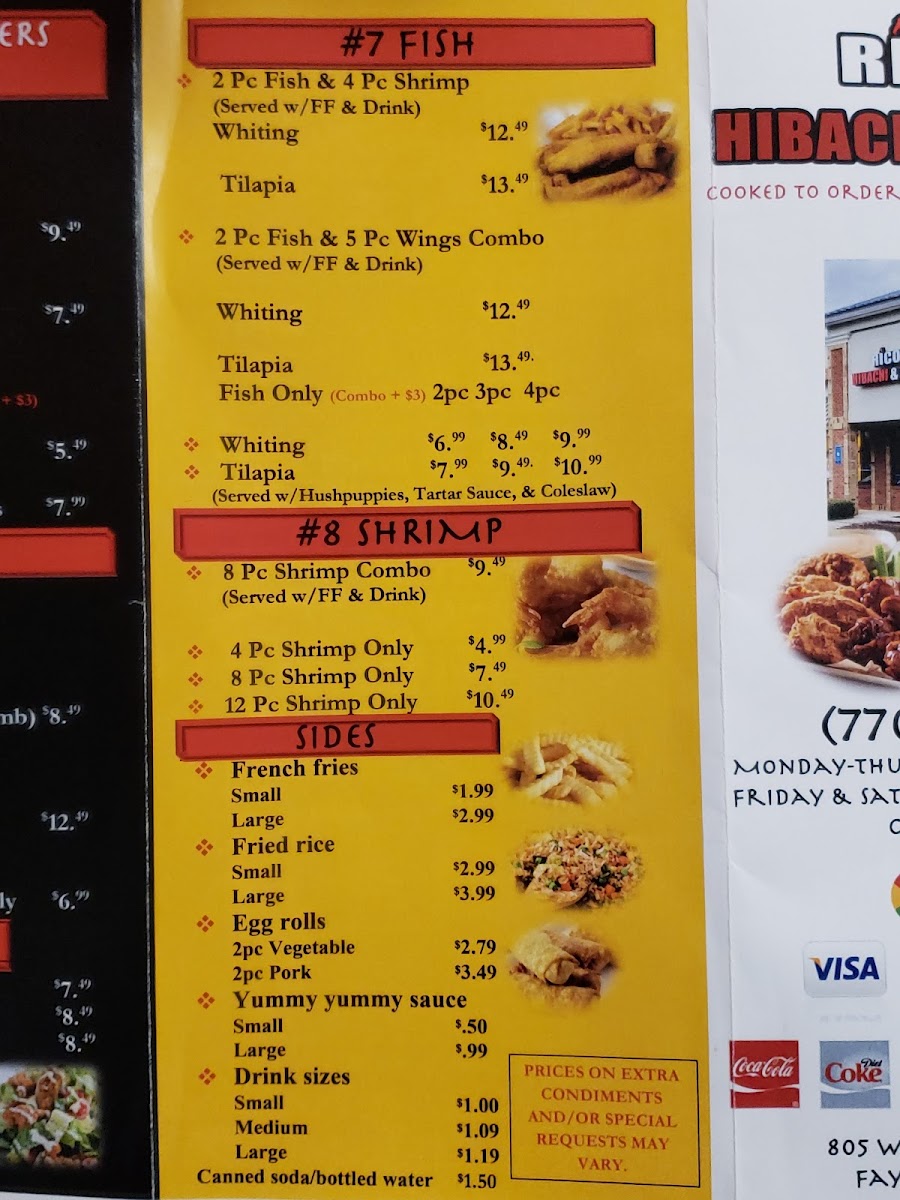 ERS
$9.49
$7.49
+ $3)
$5.49
$7.99
mb) $8.49
$12.49
ly $6.99
$7.49
$8.49
$8.49
#7 FISH
❖ 2 Pc Fish & 4 Pc Shrimp
(Served w/FF & Drink)
Whiting $12.49
Tilapia $13.49
❖ 2 Pc Fish & 5 Pc Wings Combo
(Served w/FF & Drink)
Whiting $12.49
Tilapia $13.49.
Fish Only (Combo + $3) 2pc 3pc 4pc
❖ Whiting $6.99 $8.49 $9.99
❖ Tilapia $7.99 $9.49. $10.99
(Served w/Hushpuppies, Tartar Sauce, & Coleslaw)
#8 SHRIMP
❖ 8 Pc Shrimp Combo $9.49
(Served w/FF & Drink)
❖ 4 Pc Shrimp Only $4.99
❖ 8 Pc Shrimp Only $7.49
❖ 12 Pc Shrimp Only $10.49
SIDES
❖ French fries
Small $1.99
Large $2.99
❖ Fried rice
Small $2.99
Large $3.99
❖ Egg rolls
2pc Vegetable $2.79
2pc Pork $3.49
❖ Yummy yummy sauce
Small $.50
Large $.99
❖ Drink sizes
Small $1.00
Medium $1.09
Large $1.19
Canned soda/bottled water $1.50
PRICES ON EXTRA
CONDIMENTS
AND/OR SPECIAL
REQUESTS MAY
VARY.
RI
HIBACH
COOKED TO ORDER
RICO
HIBACHI &
(770
MONDAY-THU
FRIDAY & SAT
VISA
Coca-Cola
Diet
Coke
805 W
FAY